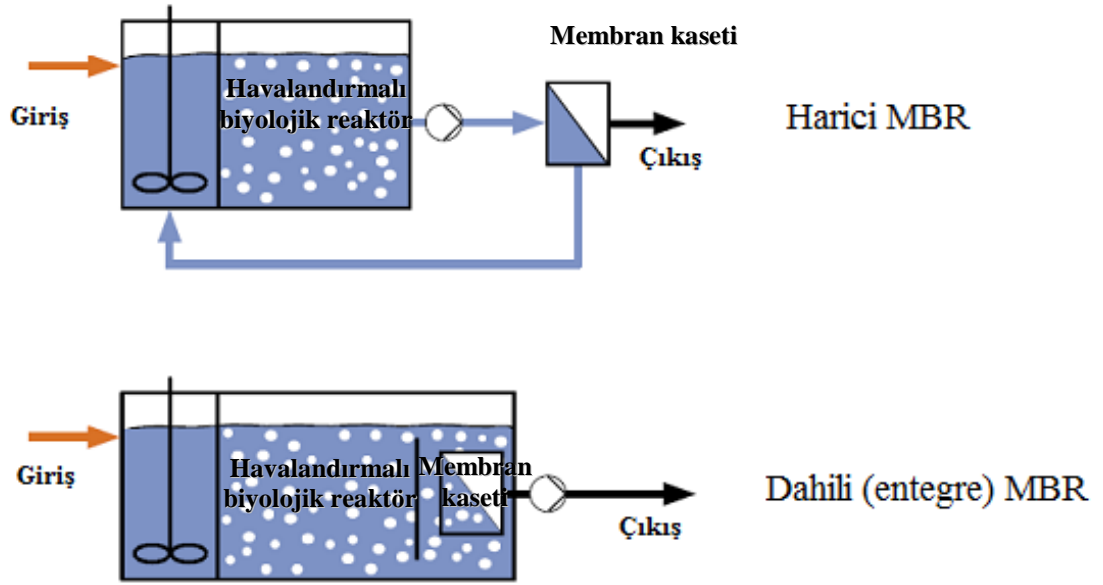 Membran kaseti
Giriş
Havalandırmalı
biyolojik reaktör
Çıkış
Harici MBR
Giriş
Havalandırmalı
biyolojik reaktör
Membran
kaseti
Çıkış
Dahili (entegre) MBR